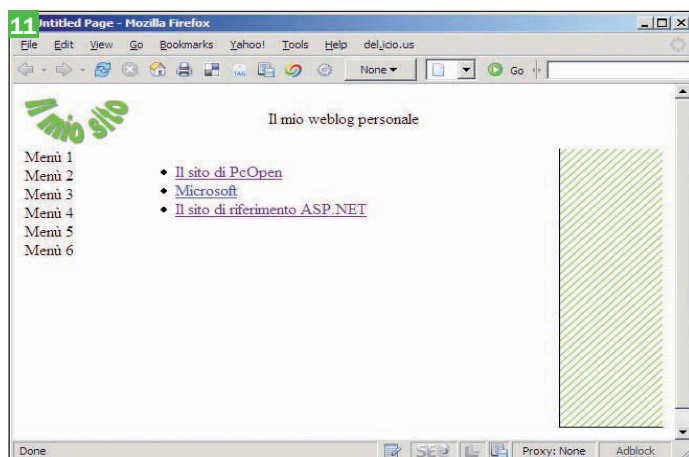 11
Untitled Page - Mozilla Firefox
File Edit View Go Bookmarks Yahoo! Tools Help del.icio.us
TAG None Go
Il mio sito
Il mio weblog personale
Menù 1
Menù 2
Menù 3
Menù 4
Menù 5
Menù 6
Il sito di PcOpen
Microsoft
Il sito di riferimento ASP.NET
Done SEO Proxy: None Adblock